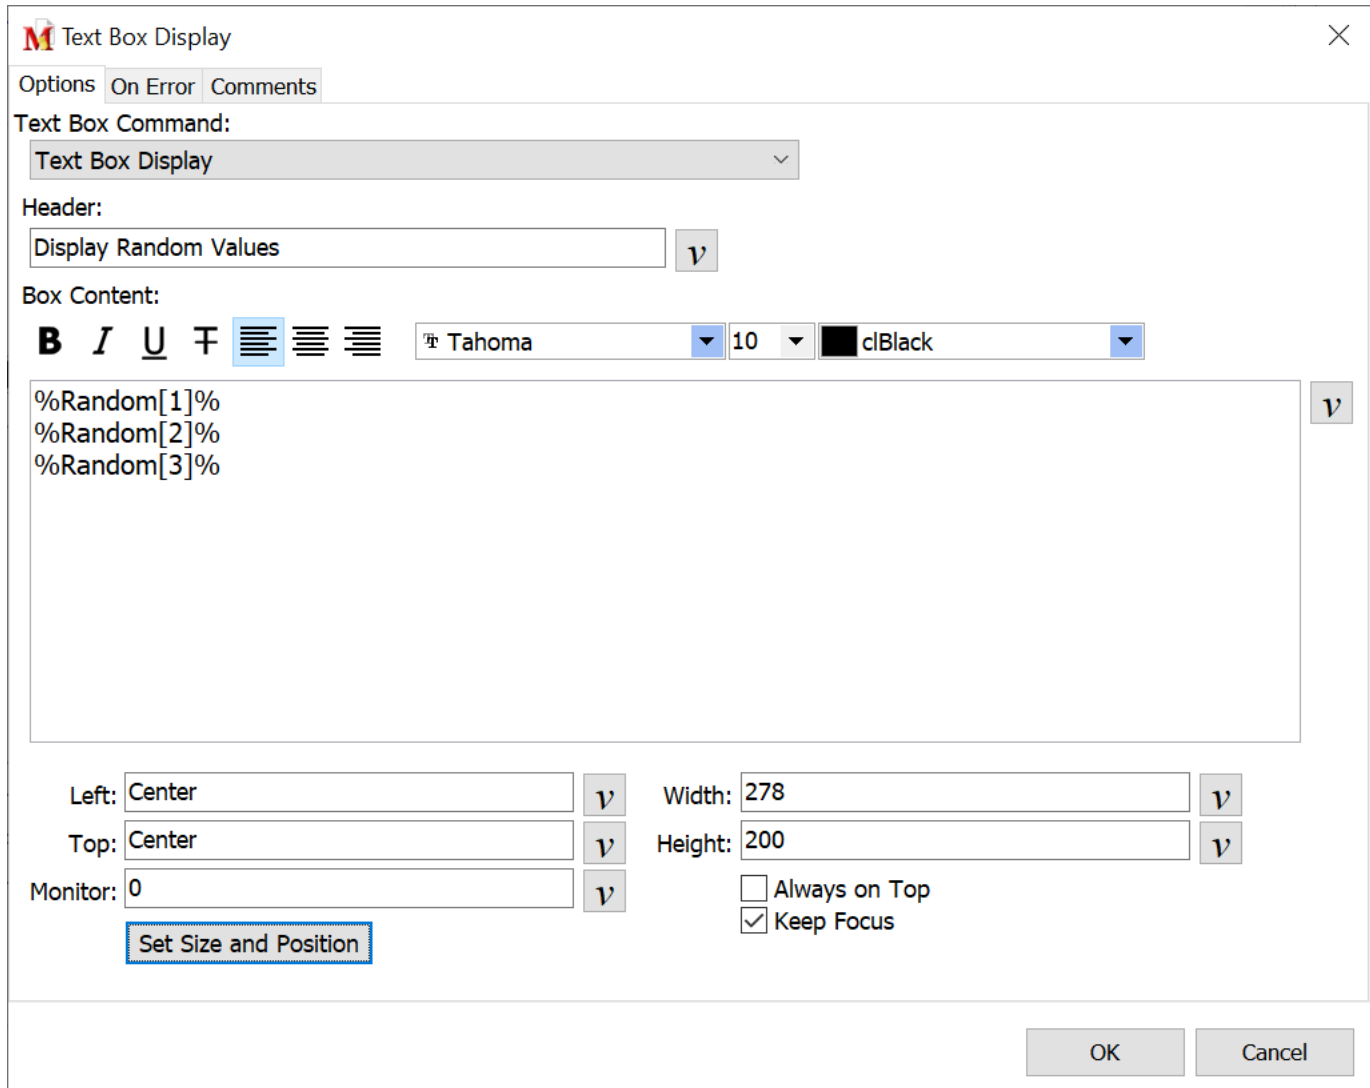 Text Box Display
Options On Error Comments
Text Box Command:
Text Box Display
Header:
Display Random Values
v
Box Content:
B I U T Tahoma 10 clBlack
%Random[1]%
%Random[2]%
%Random[3]%
v
Left: Center v Width: 278 v
Top: Center v Height: 200 v
Monitor: 0 v Always on Top
Keep Focus
Set Size and Position
OK Cancel